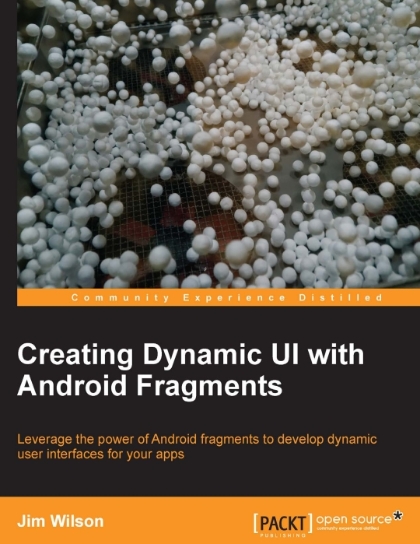 Community Experience Distilled
Creating Dynamic UI with
Android Fragments
Leverage the power of Android fragments to develop dynamic
user interfaces for your apps
Jim Wilson
[PACKT] open source*
PUBLISHING community experience distilled